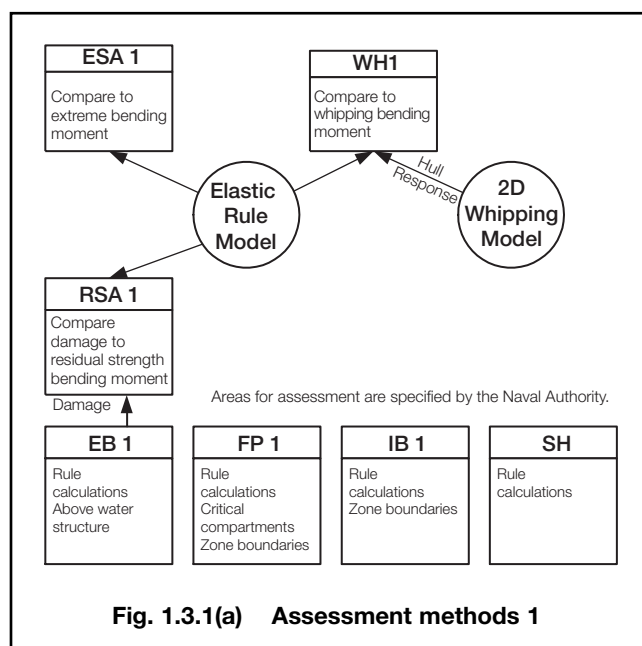 ESA 1
Compare to
extreme bending
moment
WH1
Compare to
whipping bending
moment
Hull
Response
Elastic
Rule
Model
2D
Whipping
Model
RSA 1
Compare
damage to
residual strength
bending moment
Damage
Areas for assessment are specified by the Naval Authority.
EB 1
Rule
calculations
Above water
structure
FP 1
Rule
calculations
Critical
compartments
Zone boundaries
IB 1
Rule
calculations
Zone boundaries
SH
Rule
calculations
Fig. 1.3.1(a) Assessment methods 1